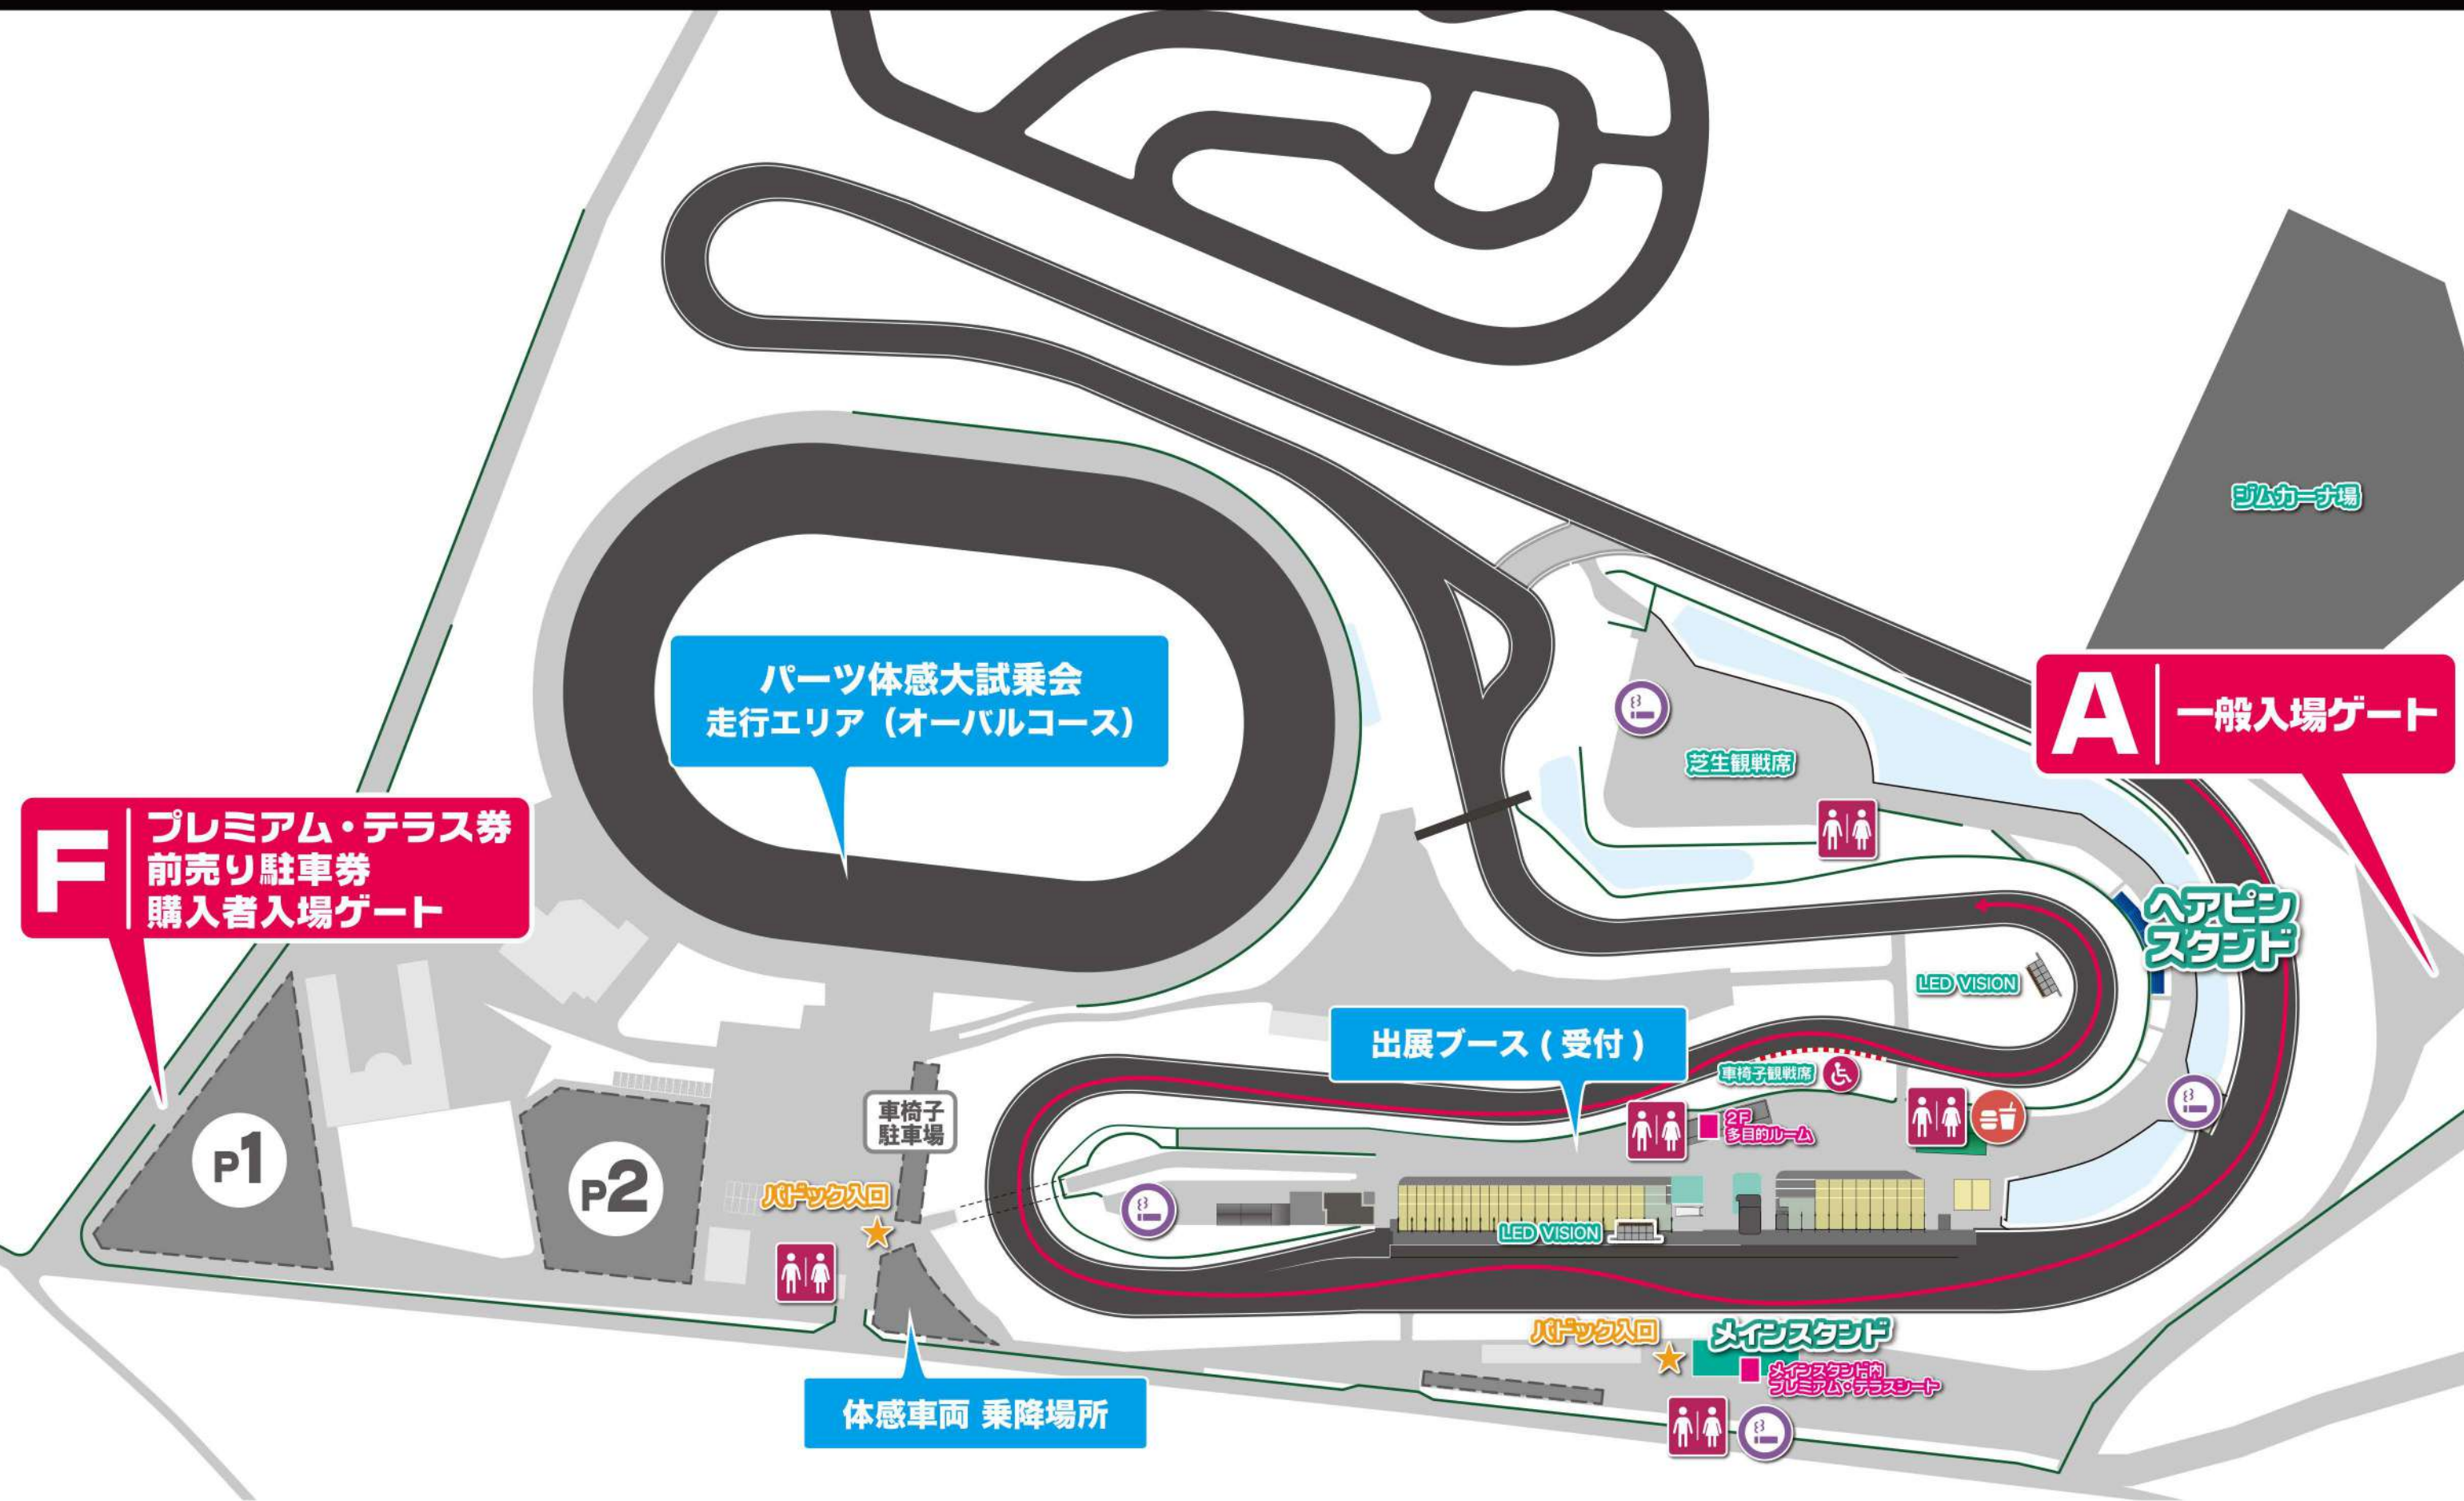 ジムカーナ場
パーツ体感大試乗会
走行エリア（オーバルコース）
A
一般入場ゲート
芝生観戦席
F
プレミアム・テラス券
前売り駐車券
購入者入場ゲート
ヘアピン
スタンド
LED VISION
出展ブース ( 受付 )
車椅子観戦席
車椅子
駐車場
2F
多目的ルーム
P1
P2
パドック入口
LED VISION
パドック入口
メインスタンド
メインスタンド内
プレミアム・テラスシート
体感車両 乗降場所